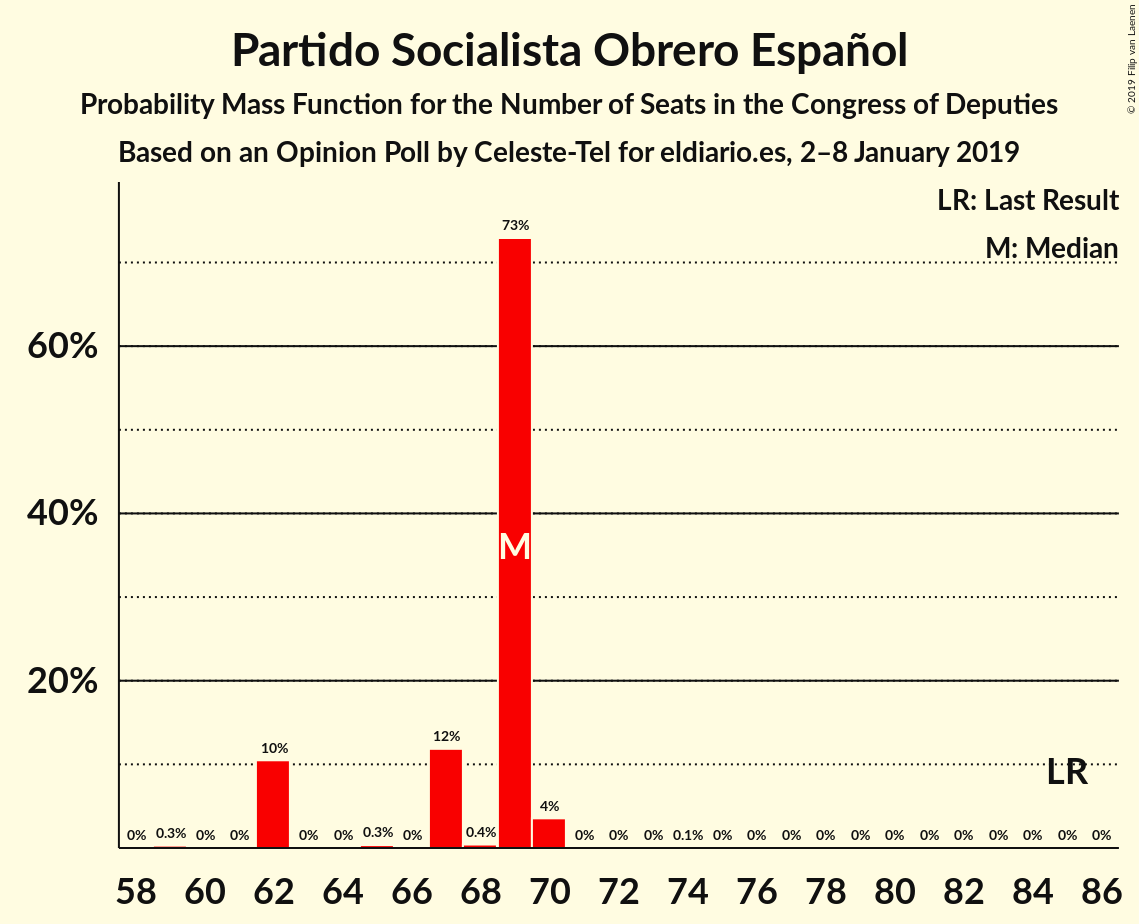 Partido Socialista Obrero Español
Probability Mass Function for the Number of Seats in the Congress of Deputies
Based on an Opinion Poll by Celeste-Tel for eldiario.es, 2–8 January 2019
© 2019 Filip van Laenen
LR: Last Result
M: Median
60%
40%
20%
0% 0.3% 0% 0% 10% 0% 0% 0.3% 0% 12% 0.4% 73% 4% 0% 0% 0% 0.1% 0% 0% 0% 0% 0% 0% 0% 0% 0% 0% 0% 0%
M
LR
58 60 62 64 66 68 70 72 74 76 78 80 82 84 86